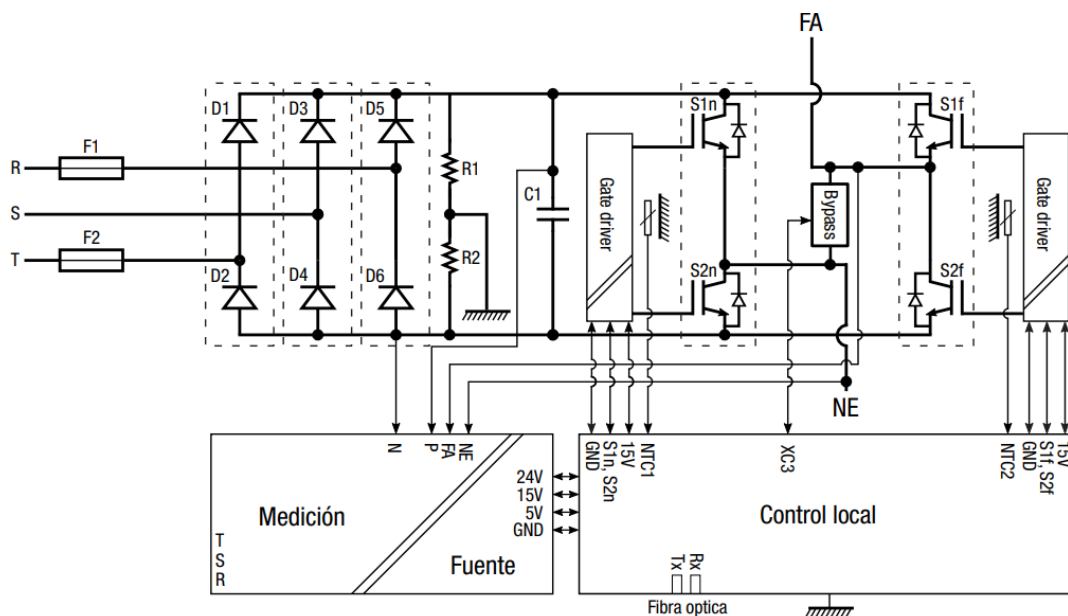 FA
D1
D3
D5
S1n
S1f
F1
R
R1
Gate driver
C1
Bypass
Gate driver
S
F2
R2
T
D2
D4
D6
S2n
S2f
NE
N
P
FA
NE
GND
S1n, S2n
15V
NTC1
XC3
NTC2
GND
S1f, S2f
15V
24V
15V
5V
GND
Medición
Control local
T
S
R
Fuente
Tx
Rx
Fibra optica